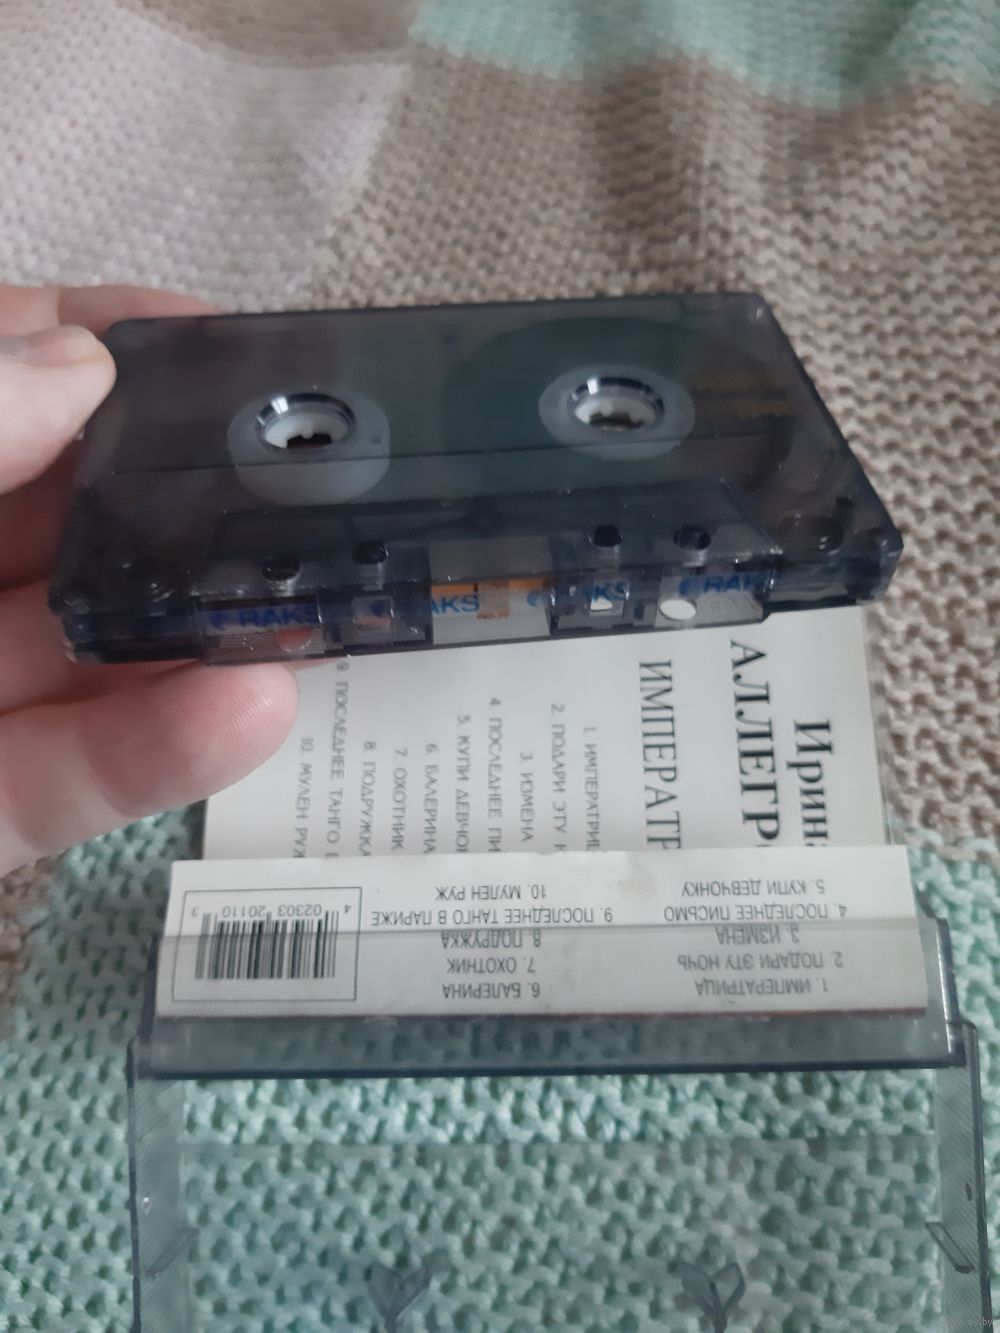 RAKS
AKS
AKS
RAKS
Ирина
АЛЛЕГР
ИМПЕРАТР
1. ИМПЕРАТРИЦ
2. ПОДАРИ ЭТУ Н
3. ИЗМЕНА
4. ПОСЛЕДНЕЕ ПИ
5. КУПИ ДЕВЧОН
6. БАЛЕРИНА
7. ОХОТНИК
8. ПОДРУЖКА
9. ПОСЛЕДНЕЕ ТАНГО В
10. МУЛЕН РУЖ
1. ИМПЕРАТРИЦА
2. ПОДАРИ ЭТУ НОЧЬ
3. ИЗМЕНА
4. ПОСЛЕДНЕЕ ПИСЬМО
5. КУПИ ДЕВЧОНКУ
6. БАЛЕРИНА
7. ОХОТНИК
8. ПОДРУЖКА
9. ПОСЛЕДНЕЕ ТАНГО В ПАРИЖЕ
10. МУЛЕН РУЖ
4 02303 20110 3